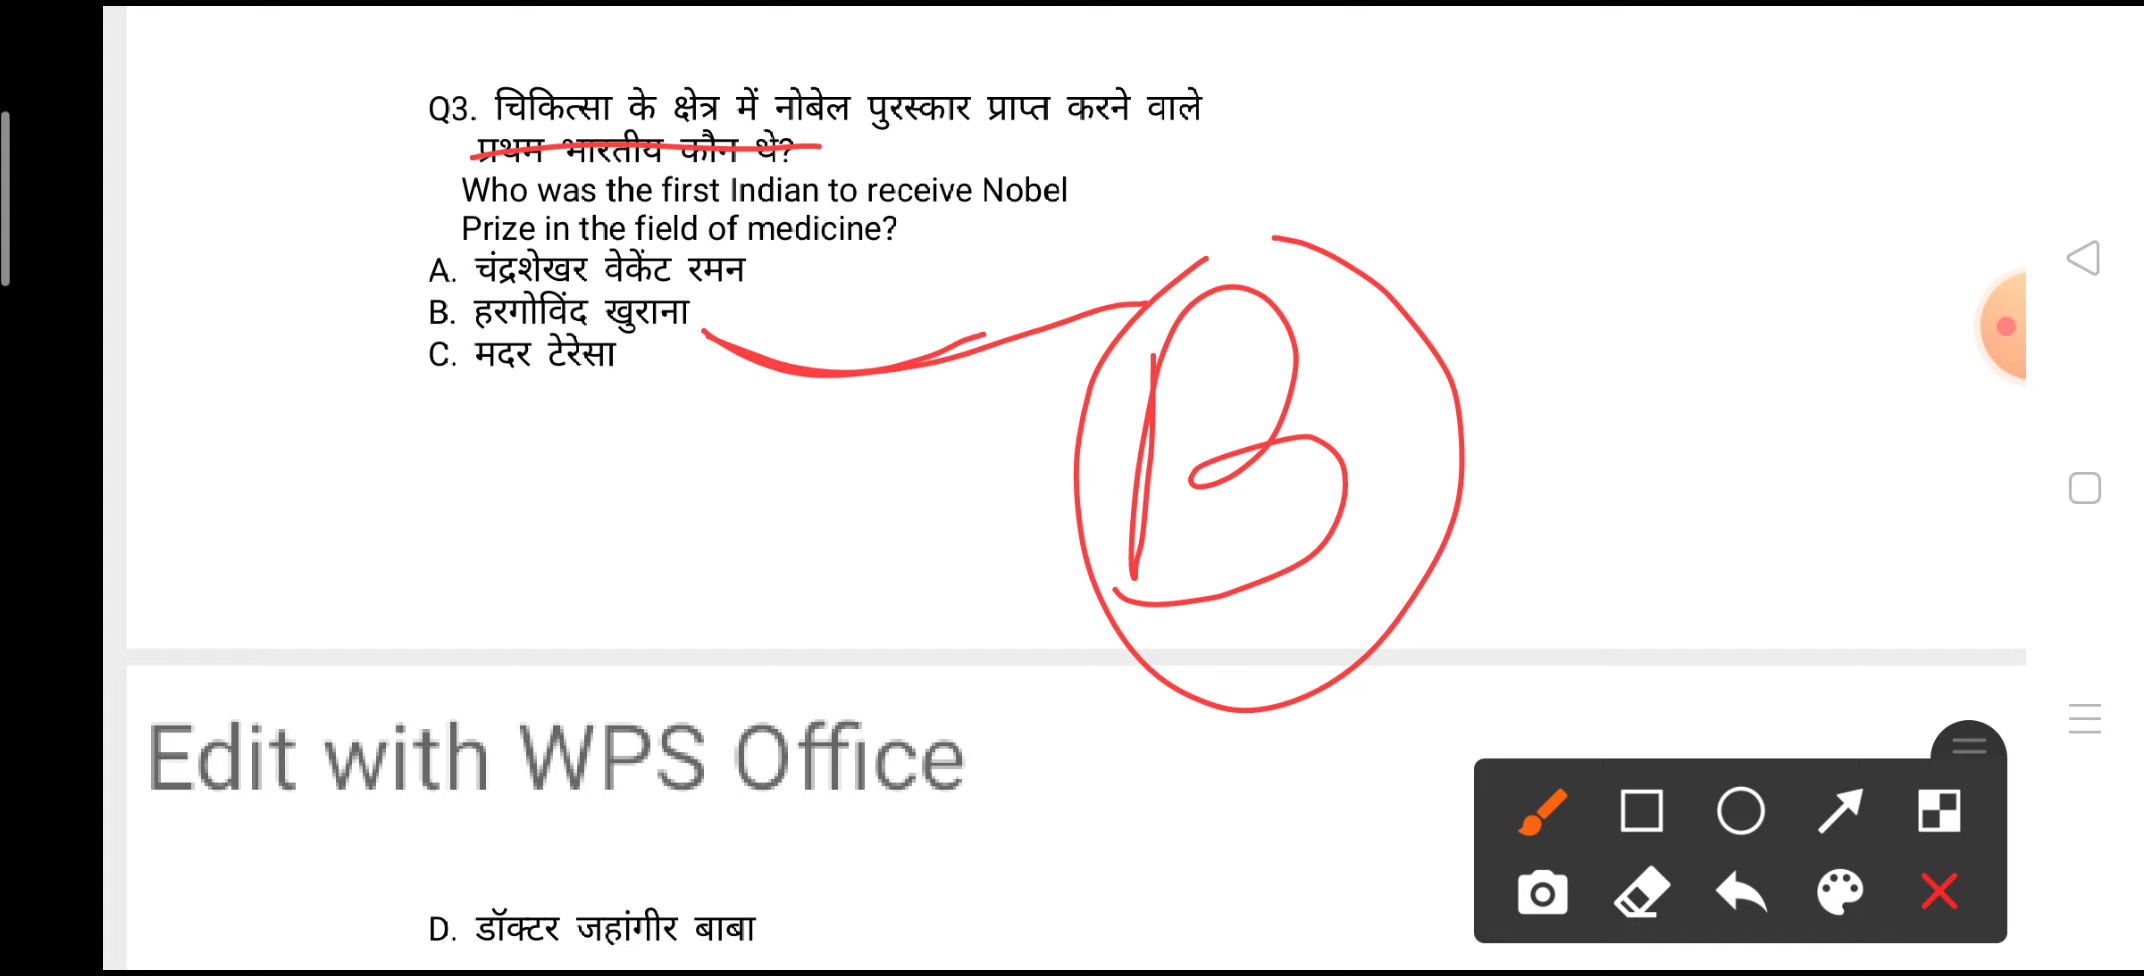 Q3. चिकित्सा के क्षेत्र में नोबेल पुरस्कार प्राप्त करने वाले
प्रथम भारतीय कौन थे?
Who was the first Indian to receive Nobel
Prize in the field of medicine?
A. चंद्रशेखर वेकेंट रमन
B. हरगोविंद खुराना
C. मदर टेरेसा
B
Edit with WPS Office
D. डॉक्टर जहांगीर बाबा